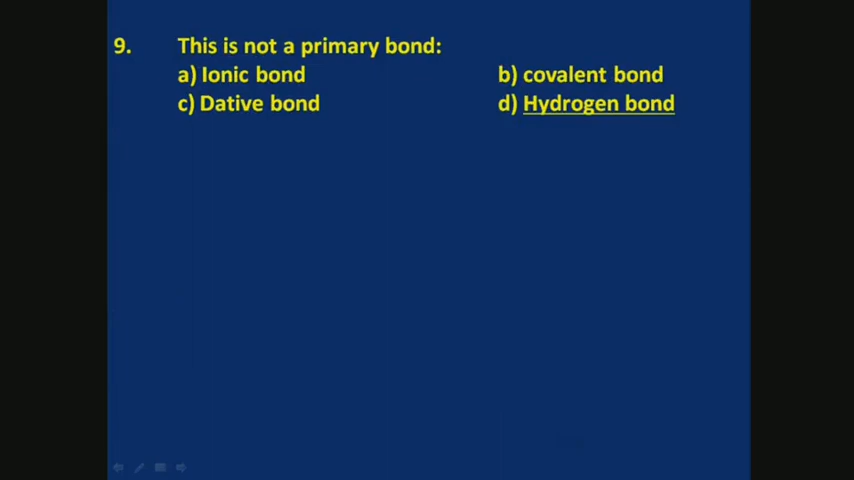 9. This is not a primary bond:
a) Ionic bond b) covalent bond
c) Dative bond d) Hydrogen bond